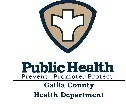 Public Health
Prevent. Promote. Protect.
Gallia County
Health Department